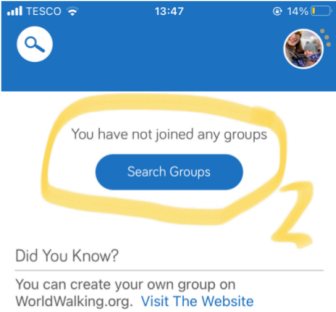 TESCO 13:47 14%
You have not joined any groups
Search Groups
2
Did You Know?
You can create your own group on
WorldWalking.org. Visit The Website